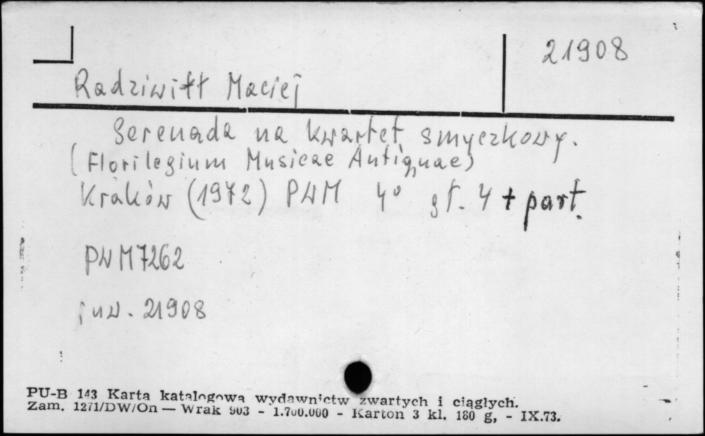 21908
Radziwiłł Maciej
Serenada na kwartet smyczkowy.
(Florilegium Musicae Antiquae)
Kraków (1972) PWM 4° gł. 4 + part.
PWM 7262
inw. 21908
PU-B 143 Karta katalogowa wydawnictw zwartych i ciągłych.
Zam. 1271/DW/On — Wrak 903 - 1.700.000 - Karton 3 kl. 180 g, - IX.73.